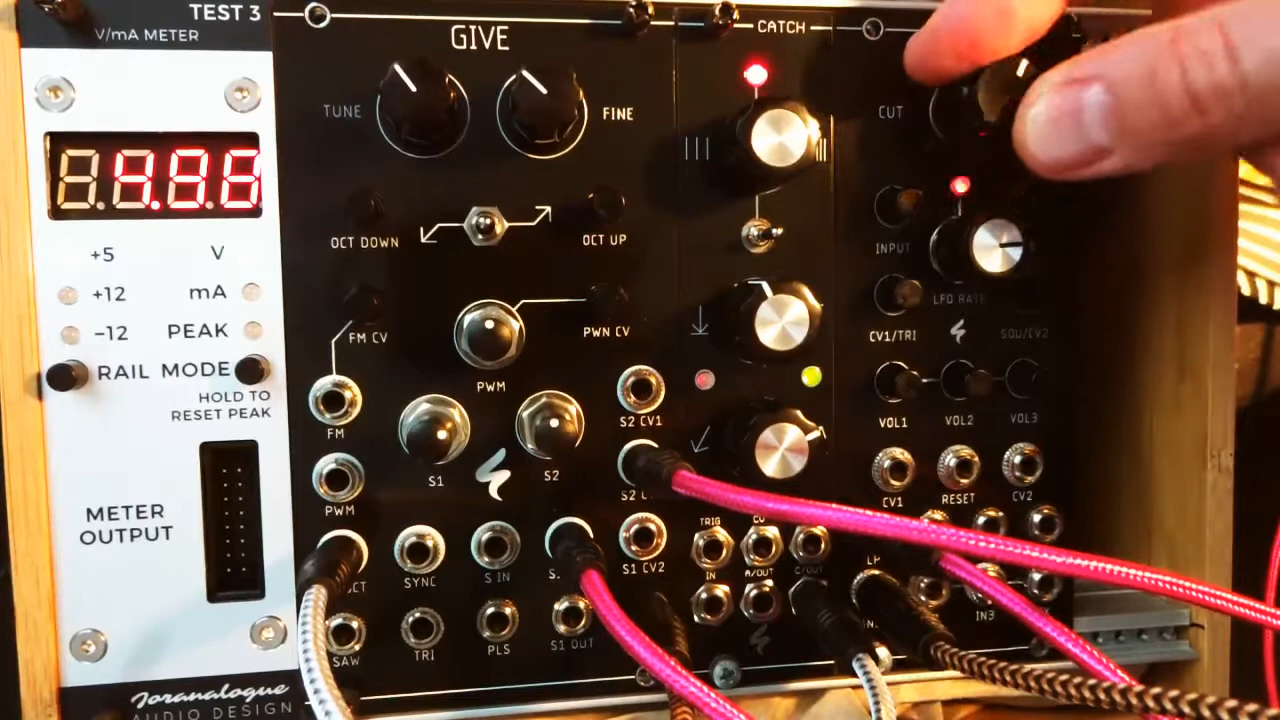 TEST 3
V/mA METER
4.98
+5 V
+12 mA
−12 PEAK
RAIL MODE
HOLD TO
RESET PEAK
METER
OUTPUT
Joranalogue
AUDIO DESIGN
GIVE
TUNE
FINE
OCT DOWN
OCT UP
FM CV
PWN CV
PWM
FM
S1
S2
S2 CV1
PWM
SYNC
S IN
S1 CV2
SAW
TRI
PLS
S1 OUT
CATCH
TRIG
CV
IN
A/OUT
C/OUT
CUT
INPUT
LFO RATE
CV1/TRI
SQU/CV2
VOL1
VOL2
VOL3
CV1
RESET
CV2
LP
IN3